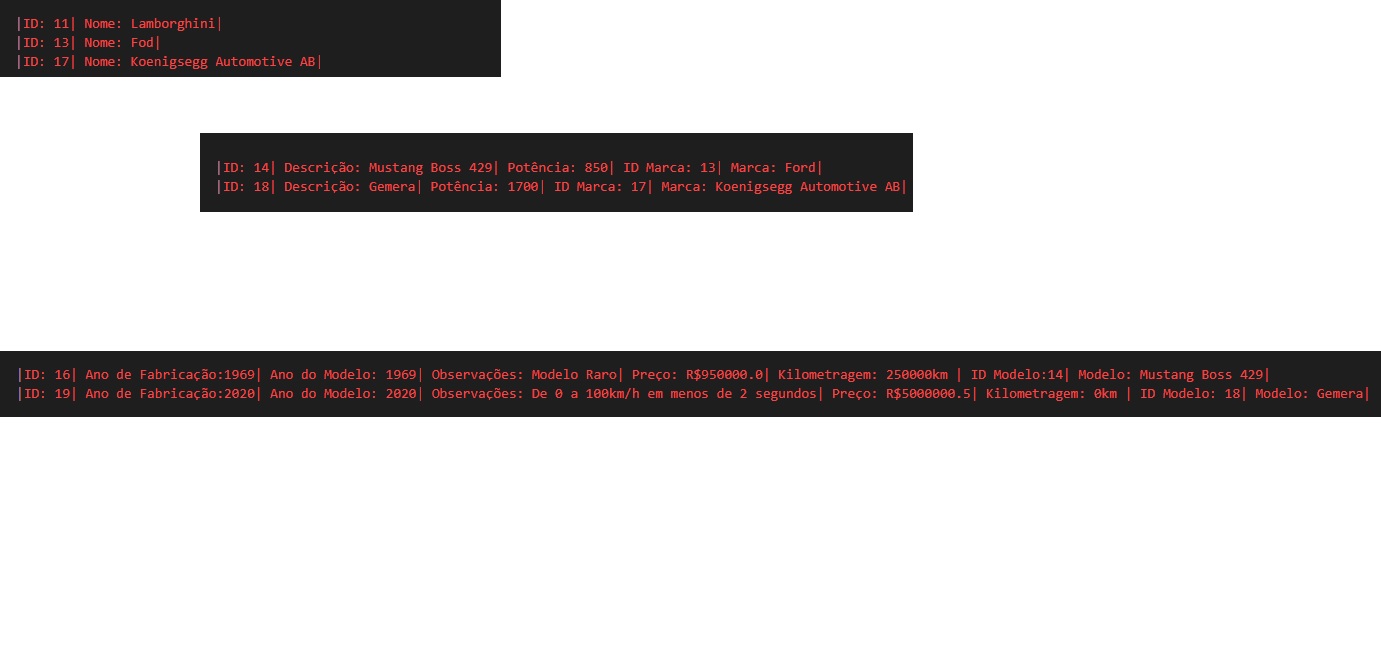 |ID: 11| Nome: Lamborghini|
|ID: 13| Nome: Fod|
|ID: 17| Nome: Koenigsegg Automotive AB|
|ID: 14| Descrição: Mustang Boss 429| Potência: 850| ID Marca: 13| Marca: Ford|
|ID: 18| Descrição: Gemera| Potência: 1700| ID Marca: 17| Marca: Koenigsegg Automotive AB|
|ID: 16| Ano de Fabricação:1969| Ano do Modelo: 1969| Observações: Modelo Raro| Preço: R$950000.0| Kilometragem: 250000km | ID Modelo:14| Modelo: Mustang Boss 429|
|ID: 19| Ano de Fabricação:2020| Ano do Modelo: 2020| Observações: De 0 a 100km/h em menos de 2 segundos| Preço: R$5000000.5| Kilometragem: 0km | ID Modelo: 18| Modelo: Gemera|